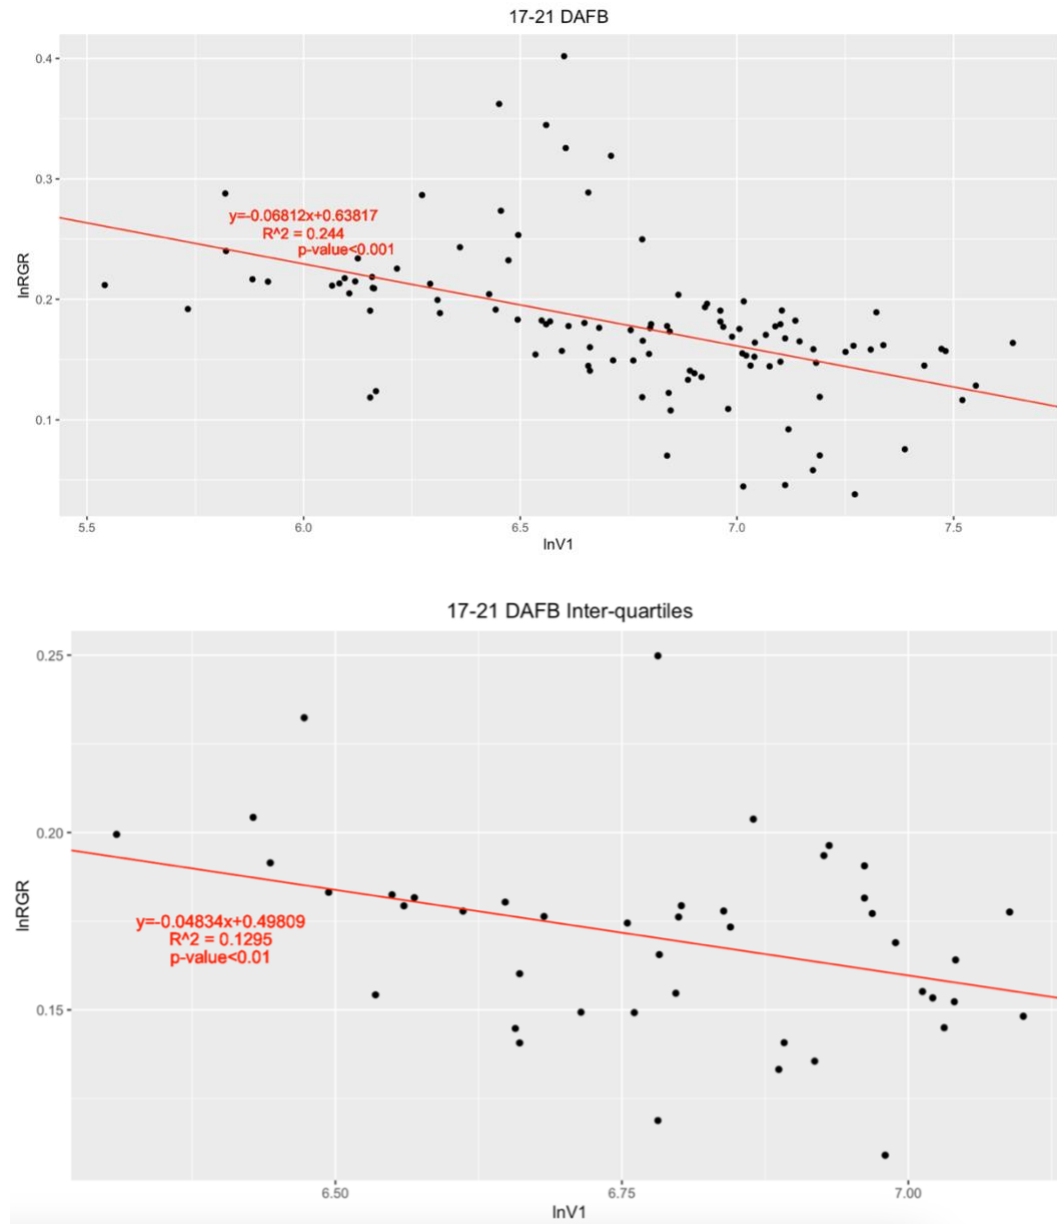 17-21 DAFB
0.4
0.3
0.2
0.1
lnRGR
y=-0.06812x+0.63817
R^2 = 0.244
p-value<0.001
5.5 6.0 6.5 7.0 7.5
lnV1
17-21 DAFB Inter-quartiles
0.25
0.20
0.15
lnRGR
y=-0.04834x+0.49809
R^2 = 0.1295
p-value<0.01
6.50 6.75 7.00
lnV1